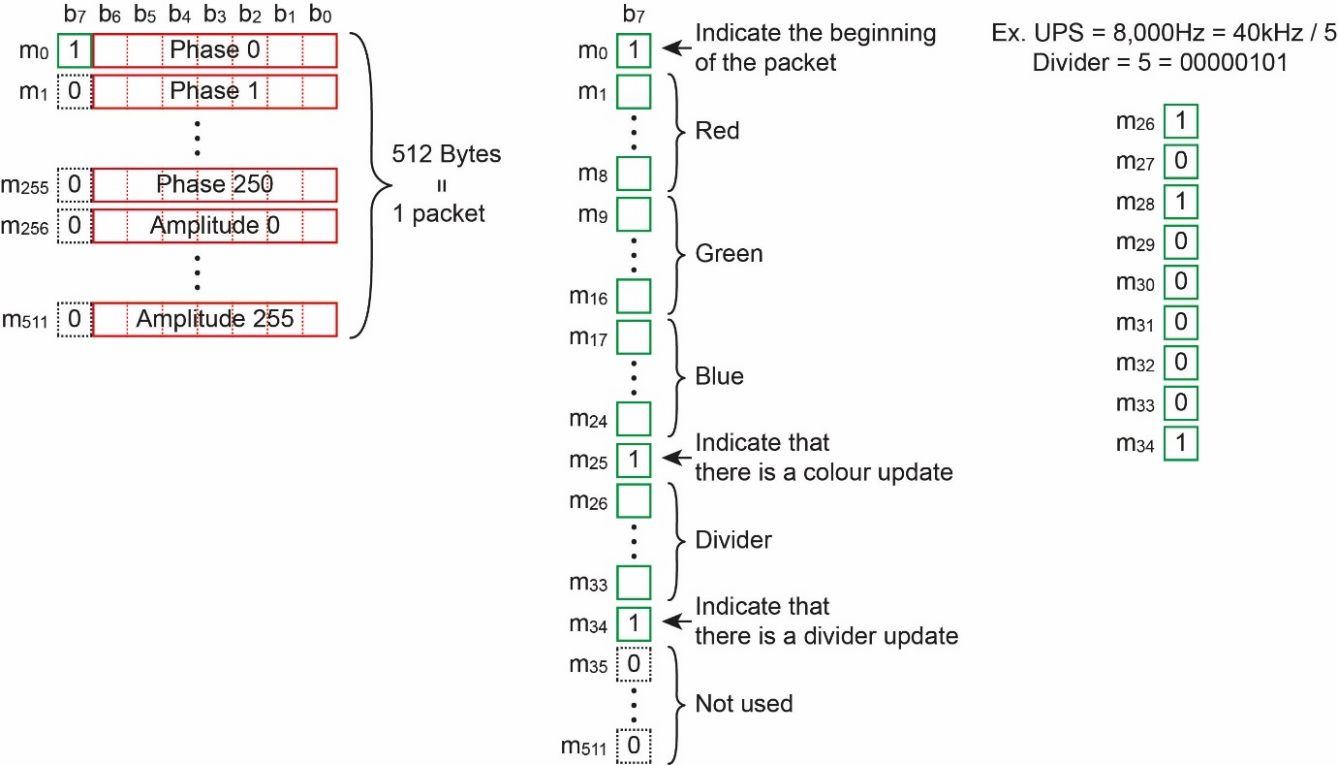 b7 b6 b5 b4 b3 b2 b1 b0
m0 1 Phase 0
m1 0 Phase 1
m255 0 Phase 250
m256 0 Amplitude 0
m511 0 Amplitude 255
512 Bytes
=
1 packet
b7
m0 1
Indicate the beginning
of the packet
m1
Red
m8
m9
Green
m16
m17
Blue
m24
m25 1
Indicate that
there is a colour update
m26
Divider
m33
m34 1
Indicate that
there is a divider update
m35 0
Not used
m511 0
Ex. UPS = 8,000Hz = 40kHz / 5
Divider = 5 = 00000101
m26 1
m27 0
m28 1
m29 0
m30 0
m31 0
m32 0
m33 0
m34 1